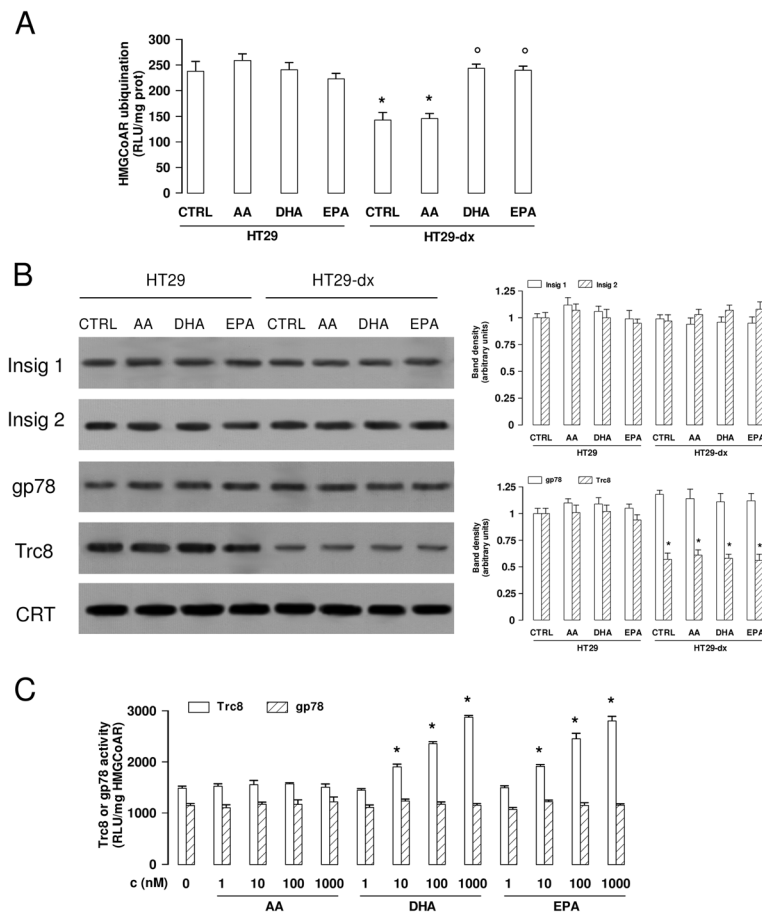 A
HMGCoAR ubiquination
(RLU/mg prot)
300
250
200
150
100
50
0
* * ° °
CTRL AA DHA EPA CTRL AA DHA EPA
HT29 HT29-dx
B
HT29 HT29-dx
CTRL AA DHA EPA CTRL AA DHA EPA
Insig 1
Insig 2
gp78
Trc8
CRT
Insig 1 Insig 2
Band density
(arbitrary units)
1.25
1
0.75
0.5
0.25
0
CTRL AA DHA EPA CTRL AA DHA EPA
HT29 HT29-dx
gp78 Trc8
Band density
(arbitrary units)
1.25
1
0.75
0.5
0.25
0
* * * *
CTRL AA DHA EPA CTRL AA DHA EPA
HT29 HT29-dx
C
Trc8 gp78
Trc8 or gp78 activity
(RLU/mg HMGCoAR)
3000
2000
1000
0
* * * * * *
c (nM) 0 1 10 100 1000 1 10 100 1000 1 10 100 1000
AA DHA EPA